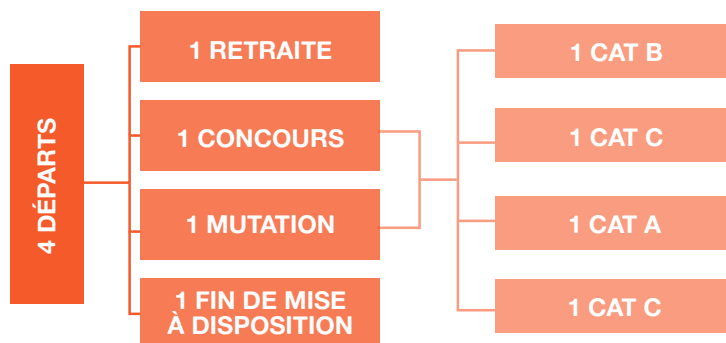 4 DÉPARTS
1 RETRAITE
1 CONCOURS
1 MUTATION
1 FIN DE MISE
À DISPOSITION
1 CAT B
1 CAT C
1 CAT A
1 CAT C